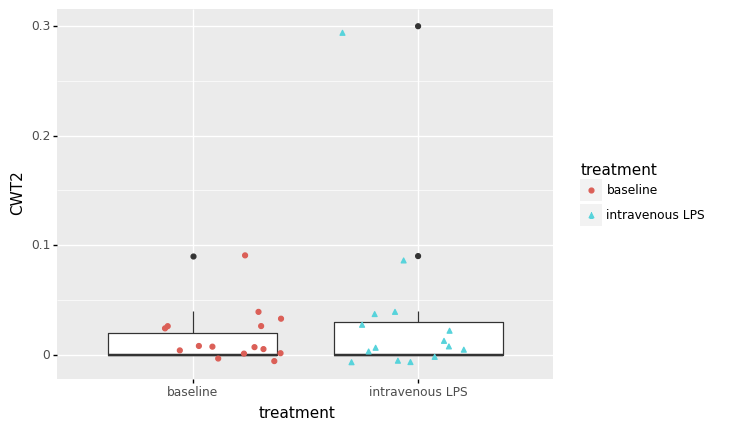 0.3
0.2
0.1
0
CWT2
baseline
intravenous LPS
treatment
treatment
baseline
intravenous LPS